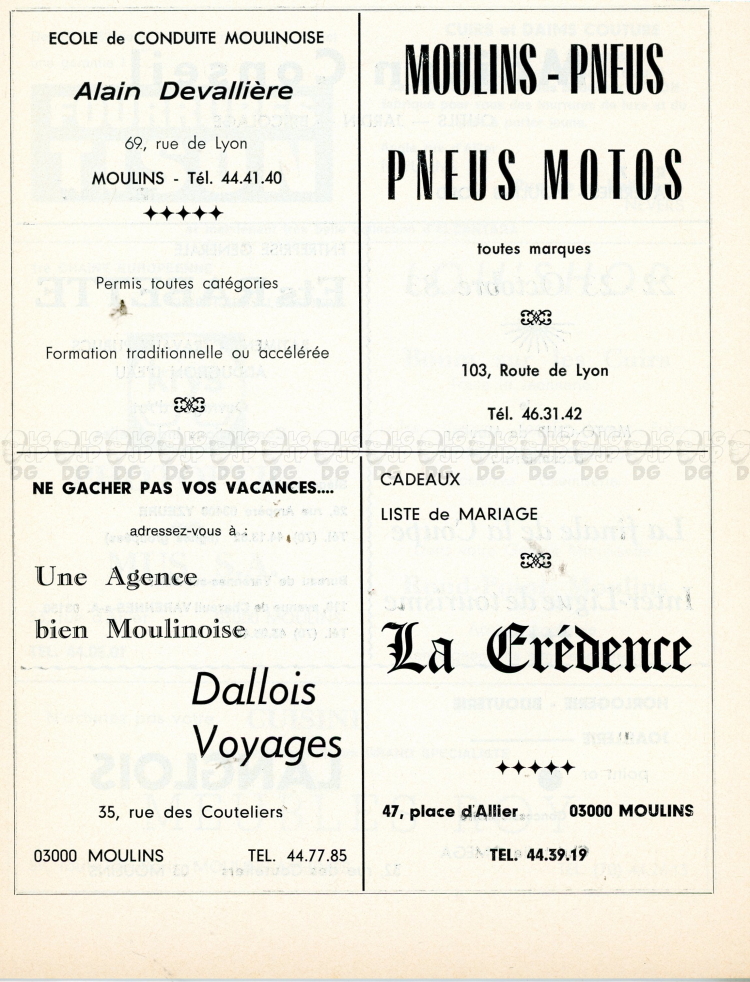 ECOLE de CONDUITE MOULINOISE
Alain Devallière
69, rue de Lyon
MOULINS - Tél. 44.41.40
Permis toutes catégories
Formation traditionnelle ou accélérée
MOULINS-PNEUS
PNEUS MOTOS
toutes marques
103, Route de Lyon
Tél. 46.31.42
NE GACHER PAS VOS VACANCES....
adressez-vous à :
Une Agence
bien Moulinoise
Dallois
Voyages
35, rue des Couteliers
03000 MOULINS TEL. 44.77.85
CADEAUX
LISTE de MARIAGE
La Crédence
47, place d'Allier 03000 MOULINS
TEL. 44.39.19